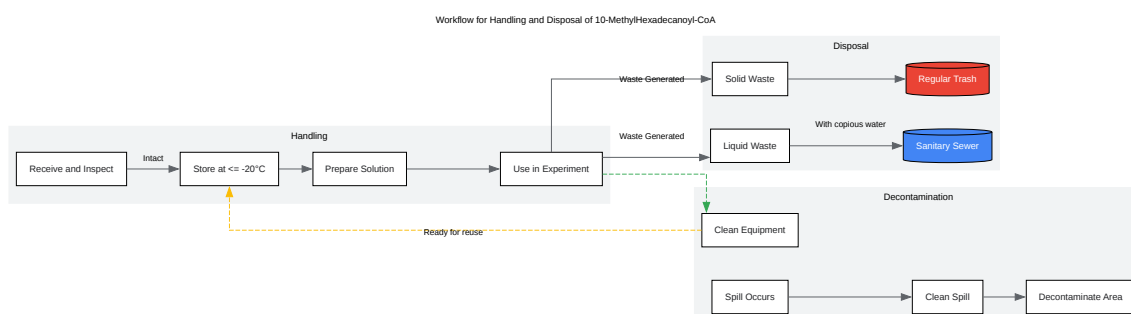 Workflow for Handling and Disposal of 10-MethylHexadecanoyl-CoA
Disposal
Waste Generated
Solid Waste
Regular Trash
Handling
Waste Generated
With copious water
Liquid Waste
Sanitary Sewer
Receive and Inspect
Intact
Store at <= -20°C
Prepare Solution
Use in Experiment
Decontamination
Ready for reuse
Clean Equipment
Spill Occurs
Clean Spill
Decontaminate Area